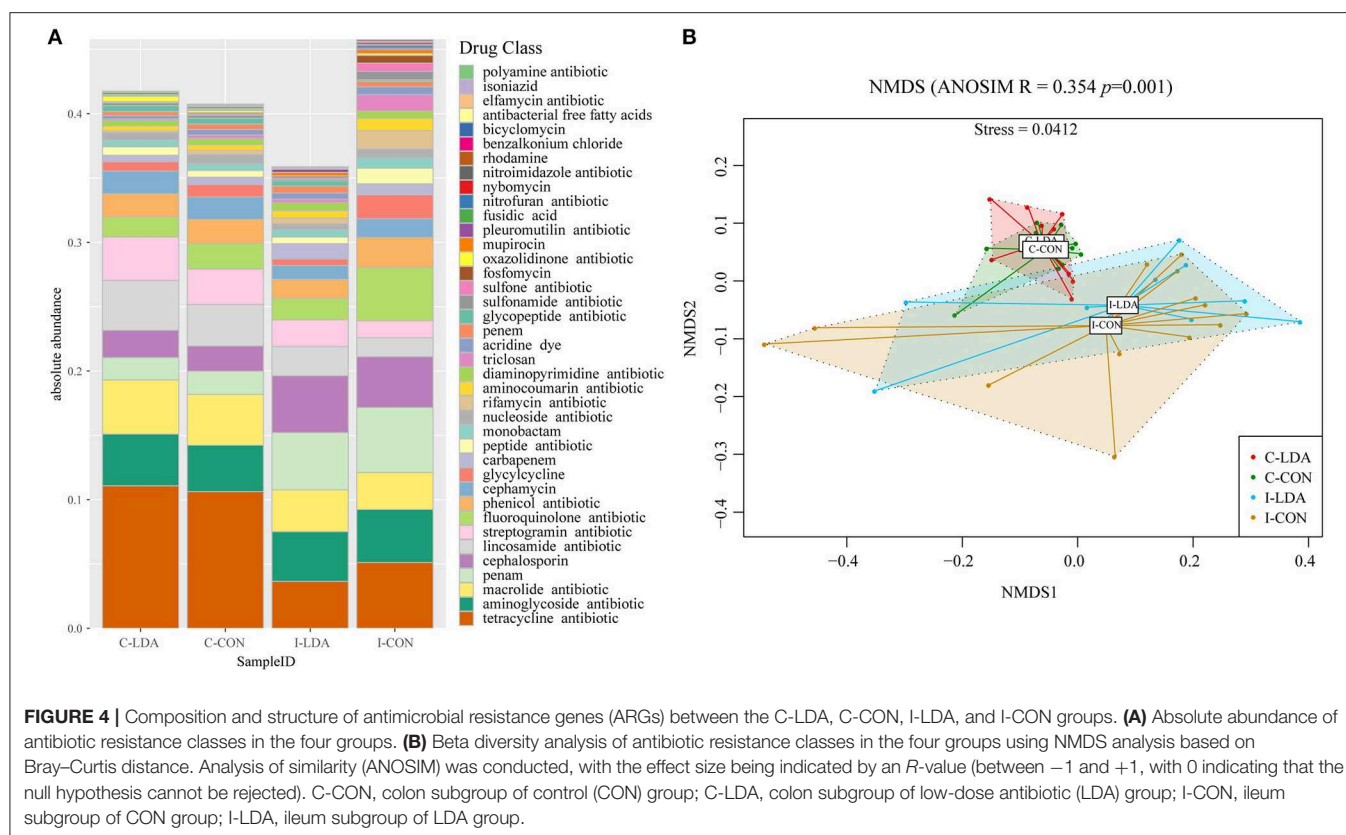 A
absolute abundance
0.4
0.3
0.2
0.1
0.0
C-LDA
C-CON
I-LDA
I-CON
SampleID
Drug Class
polyamine antibiotic
isoniazid
elfamycin antibiotic
antibacterial free fatty acids
bicyclomycin
benzalkonium chloride
rhodamine
nitroimidazole antibiotic
nybomycin
nitrofuran antibiotic
fusidic acid
pleuromutilin antibiotic
mupirocin
oxazolidinone antibiotic
fosfomycin
sulfone antibiotic
sulfonamide antibiotic
glycopeptide antibiotic
penem
acridine dye
triclosan
diaminopyrimidine antibiotic
aminocoumarin antibiotic
rifamycin antibiotic
nucleoside antibiotic
monobactam
peptide antibiotic
carbapenem
glycylcycline
cephamycin
phenicol antibiotic
fluoroquinolone antibiotic
streptogramin antibiotic
lincosamide antibiotic
cephalosporin
penam
macrolide antibiotic
aminoglycoside antibiotic
tetracycline antibiotic
B
NMDS (ANOSIM R = 0.354 p=0.001)
Stress = 0.0412
NMDS2
0.2
0.1
0.0
−0.1
−0.2
−0.3
−0.4
C-LDA
C-CON
I-LDA
I-CON
C-LDA
C-CON
I-LDA
I-CON
−0.4
−0.2
0.0
0.2
0.4
NMDS1
FIGURE 4 | Composition and structure of antimicrobial resistance genes (ARGs) between the C-LDA, C-CON, I-LDA, and I-CON groups. (A) Absolute abundance of
antibiotic resistance classes in the four groups. (B) Beta diversity analysis of antibiotic resistance classes in the four groups using NMDS analysis based on
Bray–Curtis distance. Analysis of similarity (ANOSIM) was conducted, with the effect size being indicated by an R-value (between −1 and +1, with 0 indicating that the
null hypothesis cannot be rejected). C-CON, colon subgroup of control (CON) group; C-LDA, colon subgroup of low-dose antibiotic (LDA) group; I-CON, ileum
subgroup of CON group; I-LDA, ileum subgroup of LDA group.